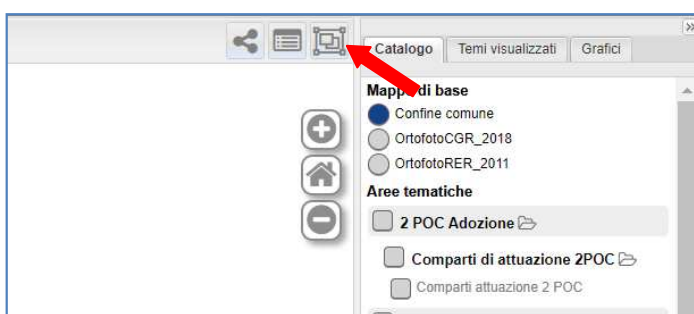 »
Catalogo Temi visualizzati Grafici
Mappe di base
Confine comune
OrtofotoCGR_2018
OrtofotoRER_2011
Aree tematiche
2 POC Adozione
Comparti di attuazione 2POC
Comparti attuazione 2 POC